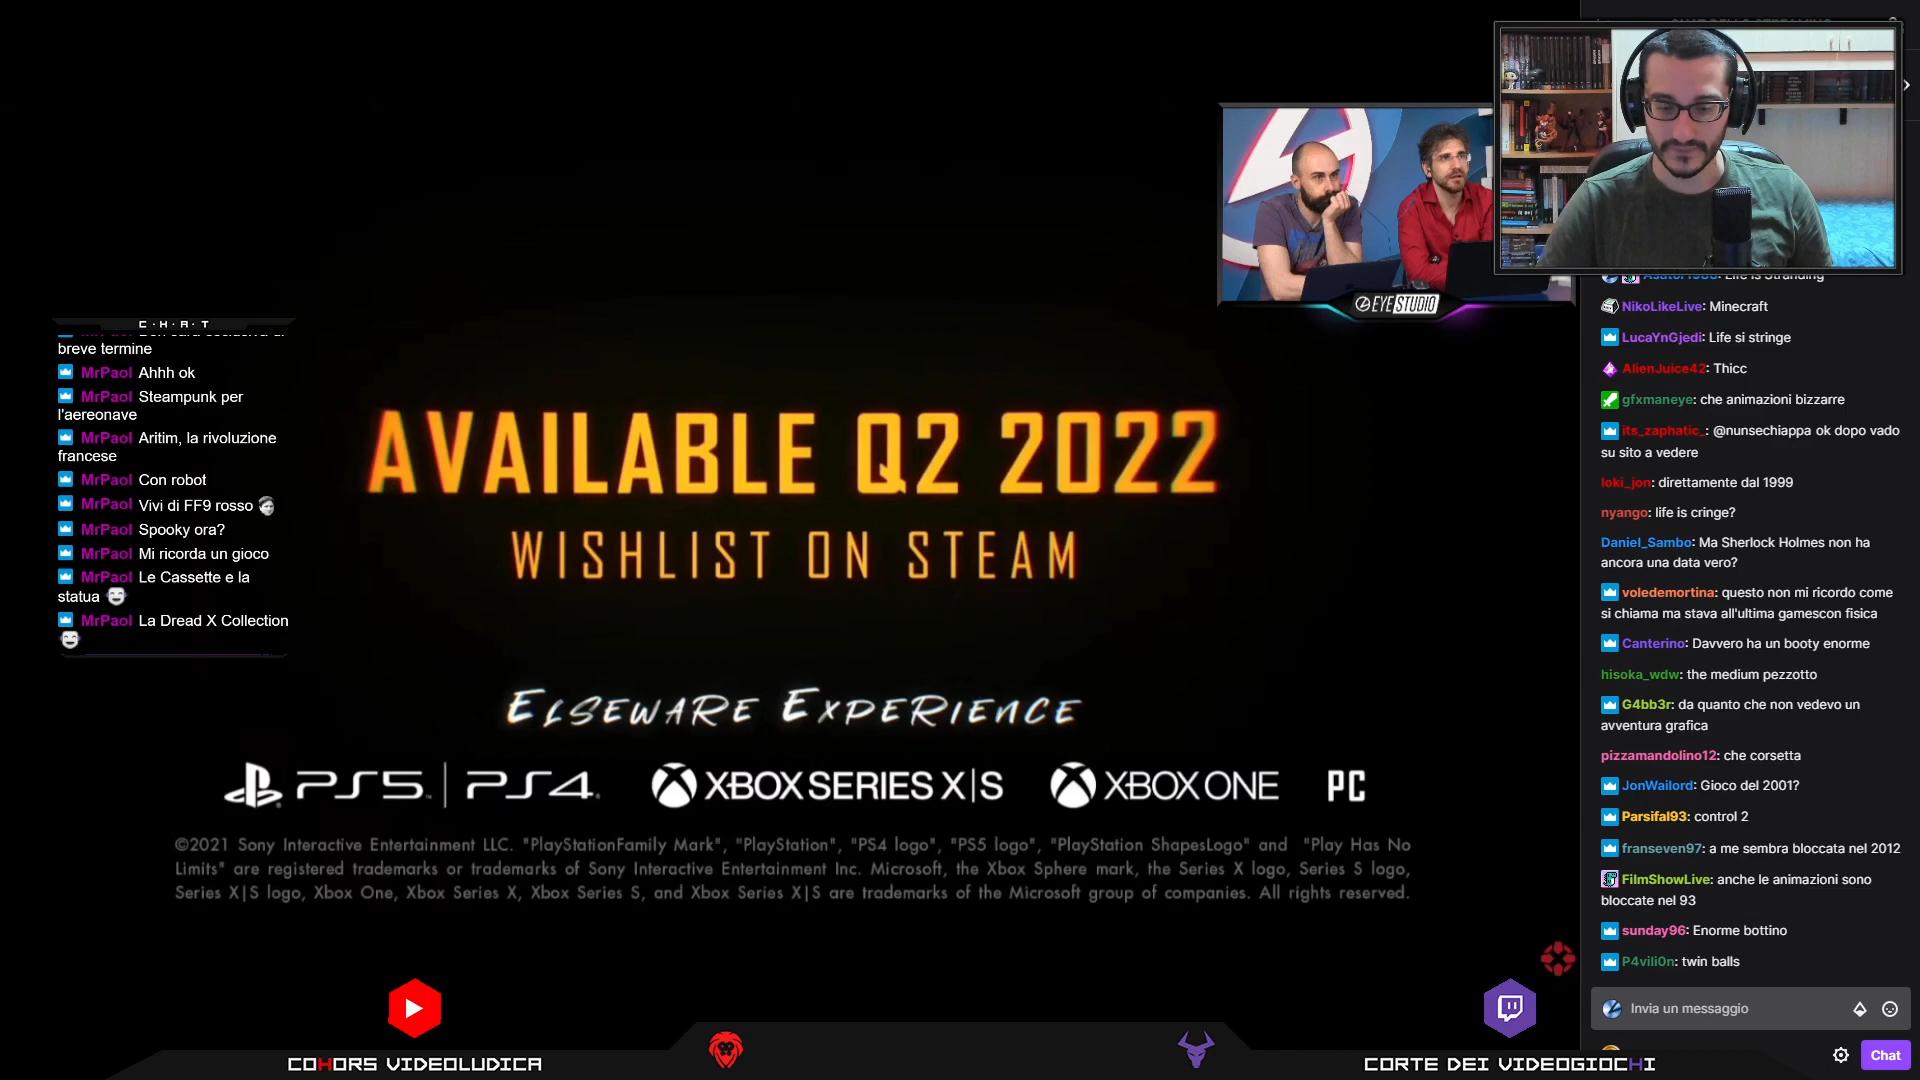 C·H·A·T
breve termine
MrPaol Ahhh ok
MrPaol Steampunk per
l'aereonave
MrPaol Aritim, la rivoluzione
francese
MrPaol Con robot
MrPaol Vivi di FF9 rosso
MrPaol Spooky ora?
MrPaol Mi ricorda un gioco
MrPaol Le Cassette e la
statua
MrPaol La Dread X Collection
AVAILABLE Q2 2022
WISHLIST ON STEAM
ELSEWARE EXPERIENCE
PS5 | PS4
XBOX SERIES X|S
XBOX ONE
PC
©2021 Sony Interactive Entertainment LLC. "PlayStationFamily Mark", "PlayStation", "PS4 logo", "PS5 logo", "PlayStation ShapesLogo" and "Play Has No
Limits" are registered trademarks or trademarks of Sony Interactive Entertainment Inc. Microsoft, the Xbox Sphere mark, the Series X logo, Series S logo,
Series X|S logo, Xbox One, Xbox Series X, Xbox Series S, and Xbox Series X|S are trademarks of the Microsoft group of companies. All rights reserved.
EYESTUDIO
NikoLikeLive: Minecraft
LucaYnGjedi: Life si stringe
AlienJuice42: Thicc
gfxmaneye: che animazioni bizzarre
its_zaphatic_: @nunsechiappa ok dopo vado
su sito a vedere
loki_jon: direttamente dal 1999
nyango: life is cringe?
Daniel_Sambo: Ma Sherlock Holmes non ha
ancora una data vero?
voledemortina: questo non mi ricordo come
si chiama ma stava all'ultima gamescon fisica
Canterino: Davvero ha un booty enorme
hisoka_wdw: the medium pezzotto
G4bb3r: da quanto che non vedevo un
avventura grafica
pizzamandolino12: che corsetta
JonWailord: Gioco del 2001?
Parsifal93: control 2
franseven97: a me sembra bloccata nel 2012
FilmShowLive: anche le animazioni sono
bloccate nel 93
sunday96: Enorme bottino
P4vili0n: twin balls
Invia un messaggio
Chat
COHORS VIDEOLUDICA
CORTE DEI VIDEOGIOCHI